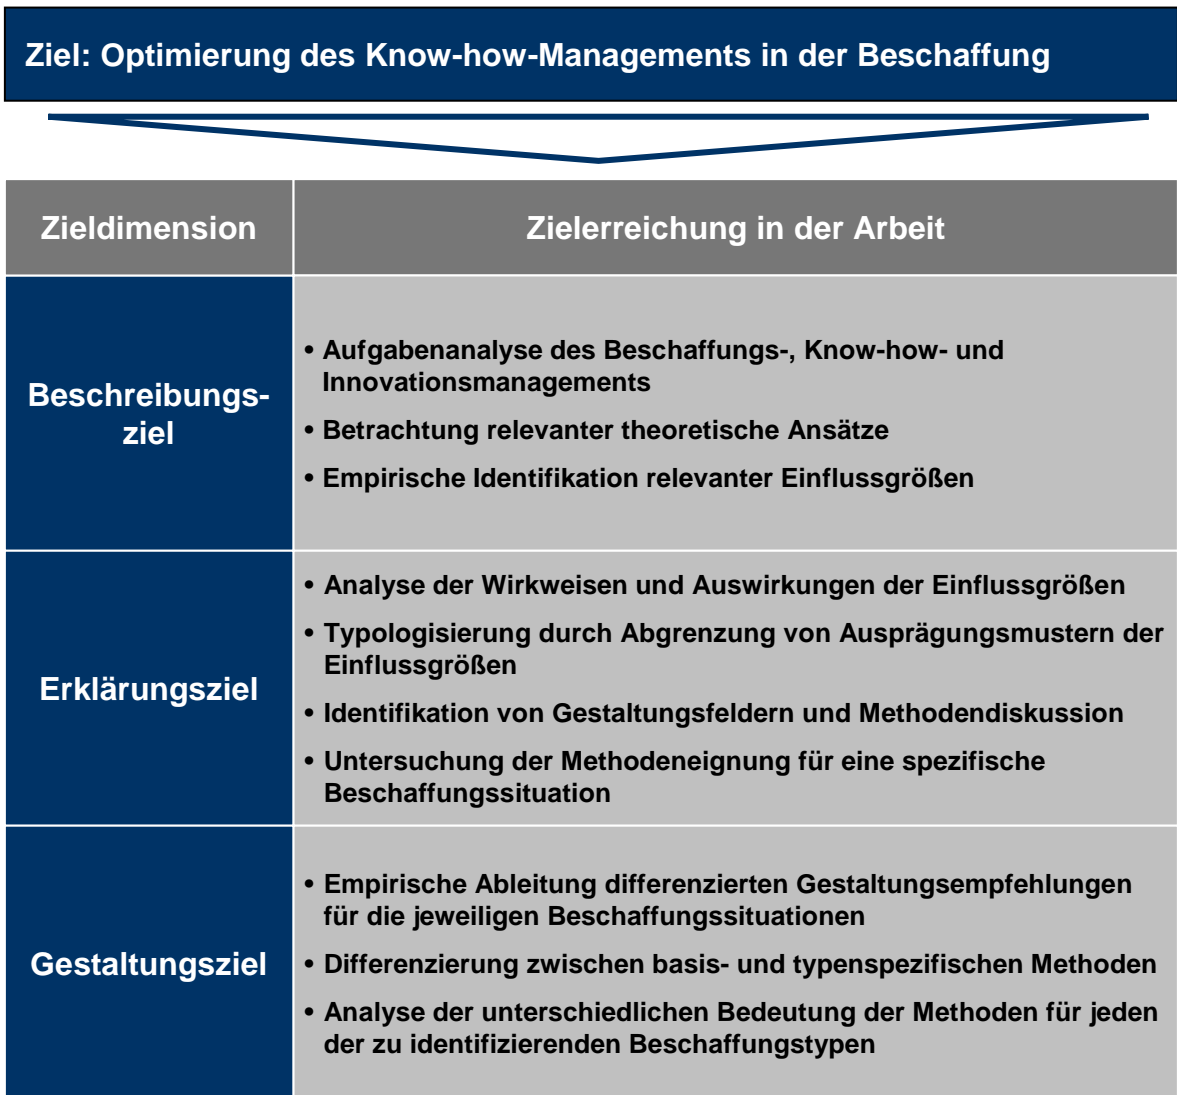 Ziel: Optimierung des Know-how-Managements in der Beschaffung
Zieldimension
Zielerreichung in der Arbeit
Beschreibungs-
ziel
• Aufgabenanalyse des Beschaffungs-, Know-how- und
Innovationsmanagements
• Betrachtung relevanter theoretische Ansätze
• Empirische Identifikation relevanter Einflussgrößen
Erklärungsziel
• Analyse der Wirkweisen und Auswirkungen der Einflussgrößen
• Typologisierung durch Abgrenzung von Ausprägungsmustern der
Einflussgrößen
• Identifikation von Gestaltungsfeldern und Methodendiskussion
• Untersuchung der Methodeneignung für eine spezifische
Beschaffungssituation
Gestaltungsziel
• Empirische Ableitung differenzierten Gestaltungsempfehlungen
für die jeweiligen Beschaffungssituationen
• Differenzierung zwischen basis- und typenspezifischen Methoden
• Analyse der unterschiedlichen Bedeutung der Methoden für jeden
der zu identifizierenden Beschaffungstypen